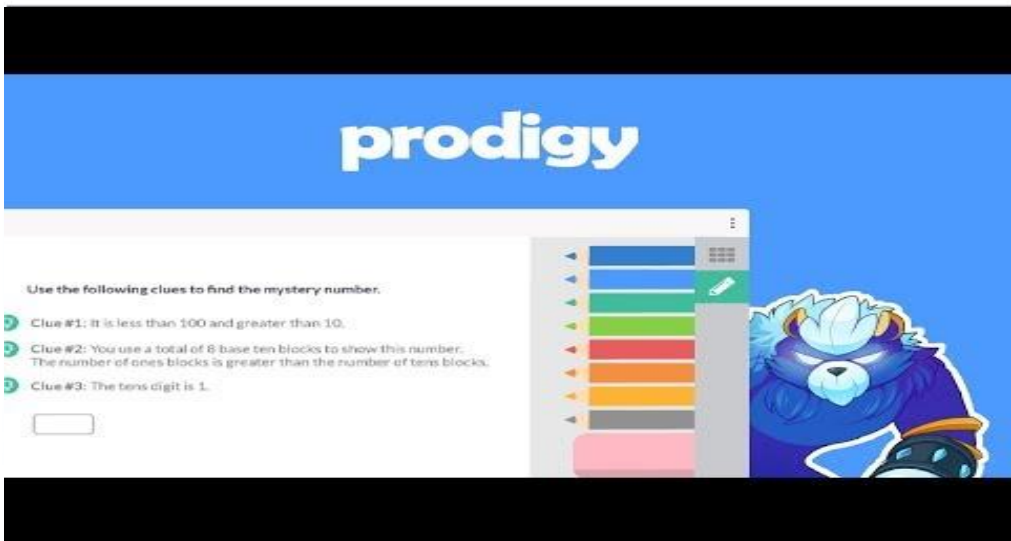 prodigy
Use the following clues to find the mystery number.
Clue #1: It is less than 100 and greater than 10.
Clue #2: You use a total of 8 base ten blocks to show this number.
The number of ones blocks is greater than the number of tens blocks.
Clue #3: The tens digit is 1.